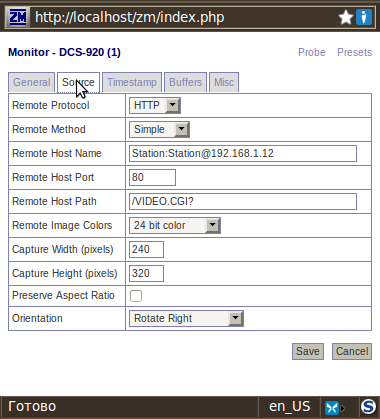 ZM http://localhost/zm/index.php
Monitor - DCS-920 (1) Probe Presets
General Source Timestamp Buffers Misc
Remote Protocol HTTP
Remote Method Simple
Remote Host Name Station:Station@192.168.1.12
Remote Host Port 80
Remote Host Path /VIDEO.CGI?
Remote Image Colors 24 bit color
Capture Width (pixels) 240
Capture Height (pixels) 320
Preserve Aspect Ratio
Orientation Rotate Right
Save Cancel
Готово en_US S